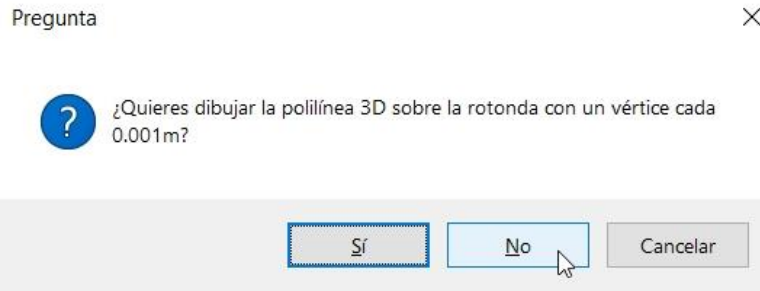 Pregunta
¿Quieres dibujar la polilínea 3D sobre la rotonda con un vértice cada
0.001m?
Sí No Cancelar